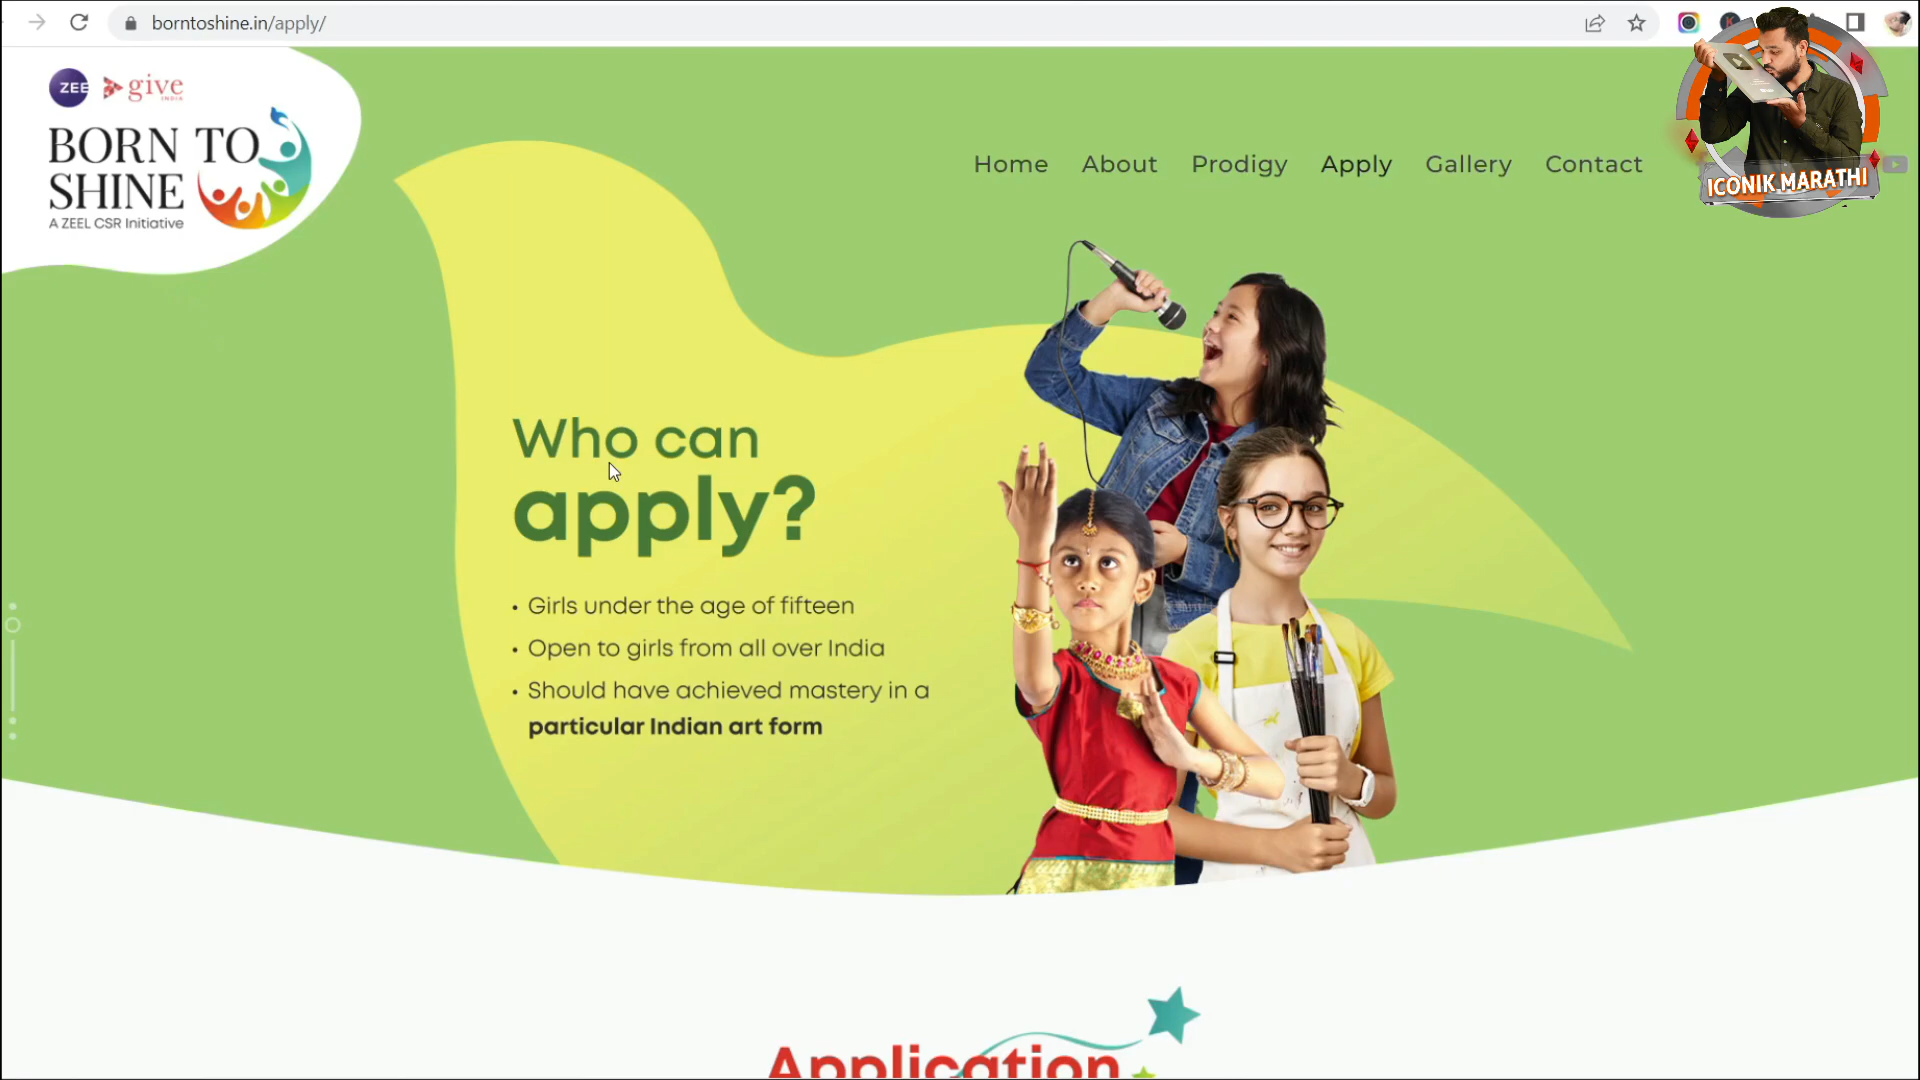 borntoshine.in/apply/
ZEE give
INDIA
BORN TO
SHINE
A ZEEL CSR Initiative
Home About Prodigy Apply Gallery Contact
ICONIK MARATHI
Who can
apply?
• Girls under the age of fifteen
• Open to girls from all over India
• Should have achieved mastery in a
particular Indian art form
Application